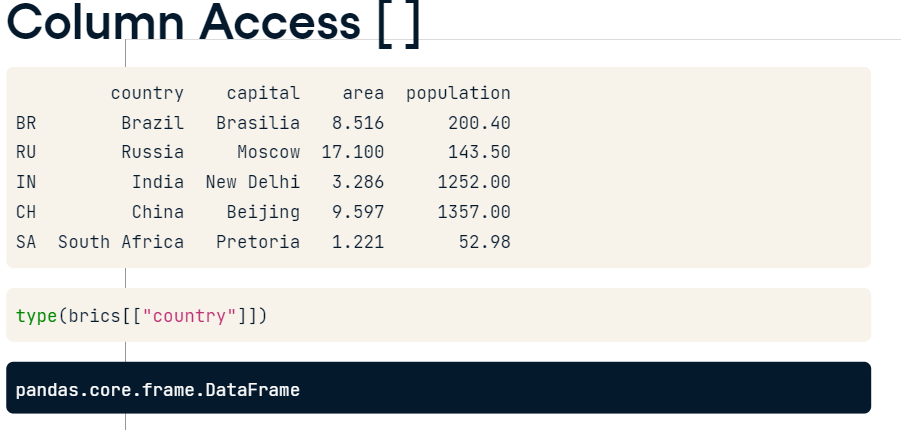 Column Access [ ]
country capital area population
BR Brazil Brasilia 8.516 200.40
RU Russia Moscow 17.100 143.50
IN India New Delhi 3.286 1252.00
CH China Beijing 9.597 1357.00
SA South Africa Pretoria 1.221 52.98
type(brics[["country"]])
pandas.core.frame.DataFrame